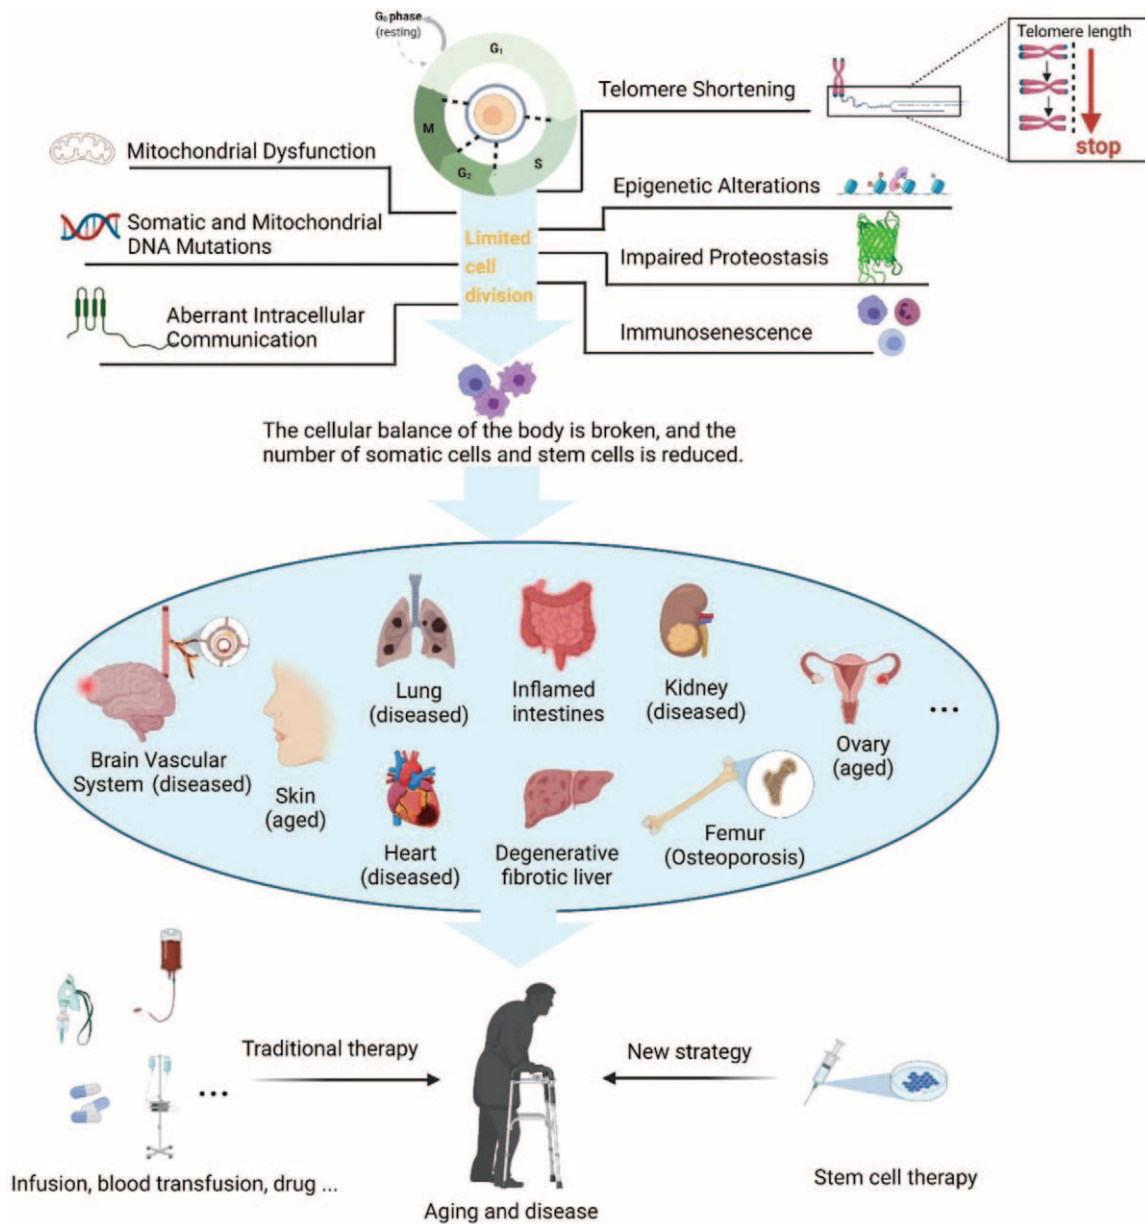 G₀ phase
(resting)
G₁
M
G₂
S
Telomere Shortening
Telomere length
stop
Mitochondrial Dysfunction
Epigenetic Alterations
Somatic and Mitochondrial
DNA Mutations
Limited
cell
division
Impaired Proteostasis
Aberrant Intracellular
Communication
Immunosenescence
The cellular balance of the body is broken, and the
number of somatic cells and stem cells is reduced.
Lung
(diseased)
Inflamed
intestines
Kidney
(diseased)
Ovary
(aged)
...
Brain Vascular
System (diseased)
Skin
(aged)
Heart
(diseased)
Degenerative
fibrotic liver
Femur
(Osteoporosis)
Traditional therapy
New strategy
...
Infusion, blood transfusion, drug ...
Stem cell therapy
Aging and disease